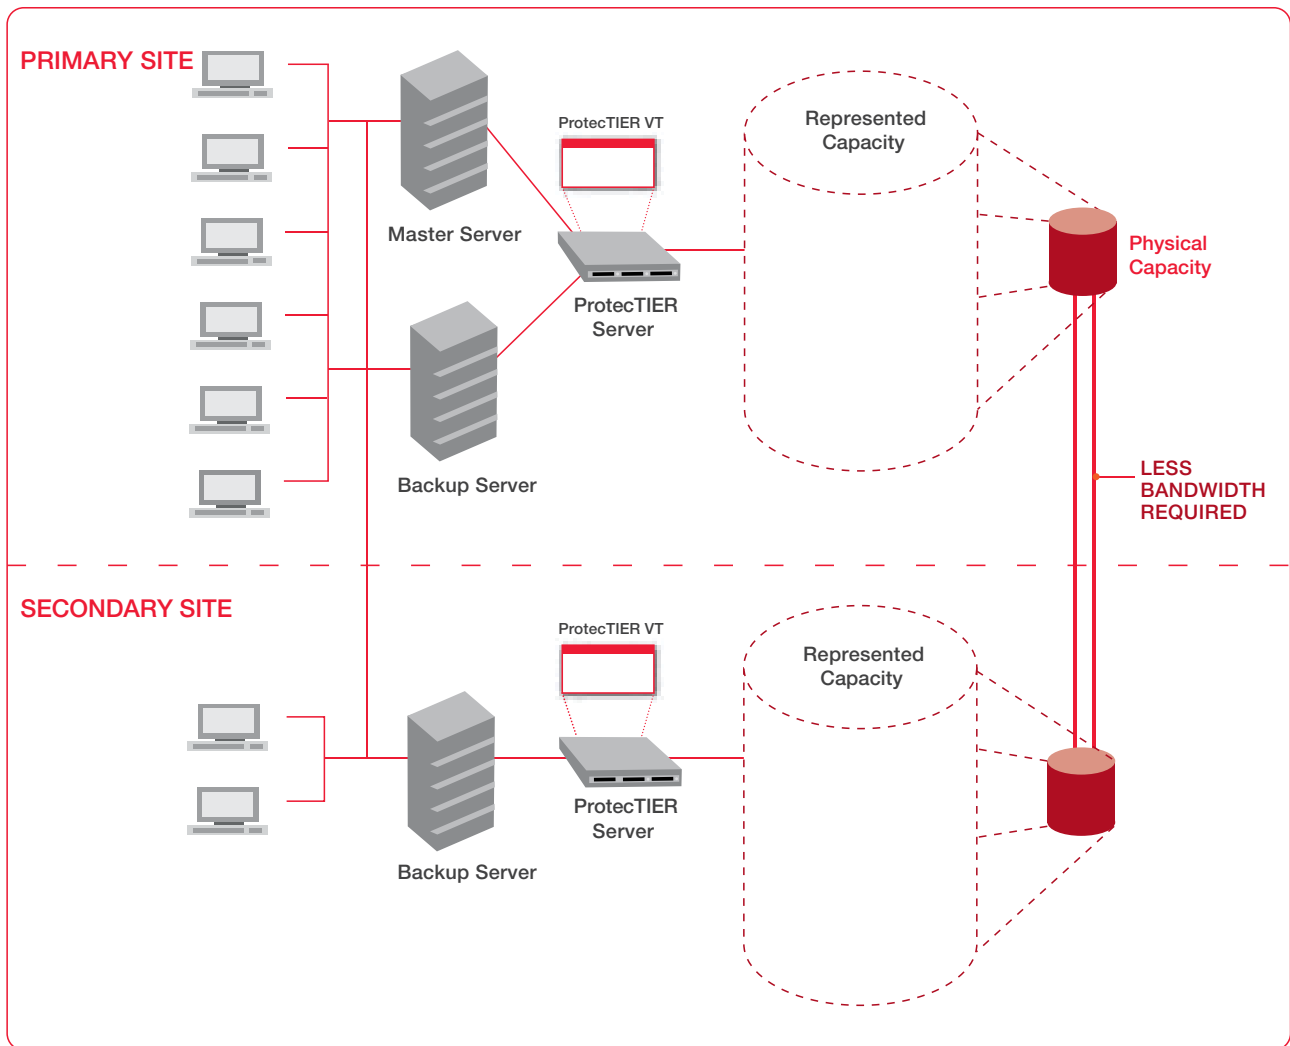 PRIMARY SITE
ProtecTIER VT
Represented
Capacity
Master Server
Physical
Capacity
ProtecTIER
Server
Backup Server
LESS
BANDWIDTH
REQUIRED
SECONDARY SITE
ProtecTIER VT
Represented
Capacity
ProtecTIER
Server
Backup Server